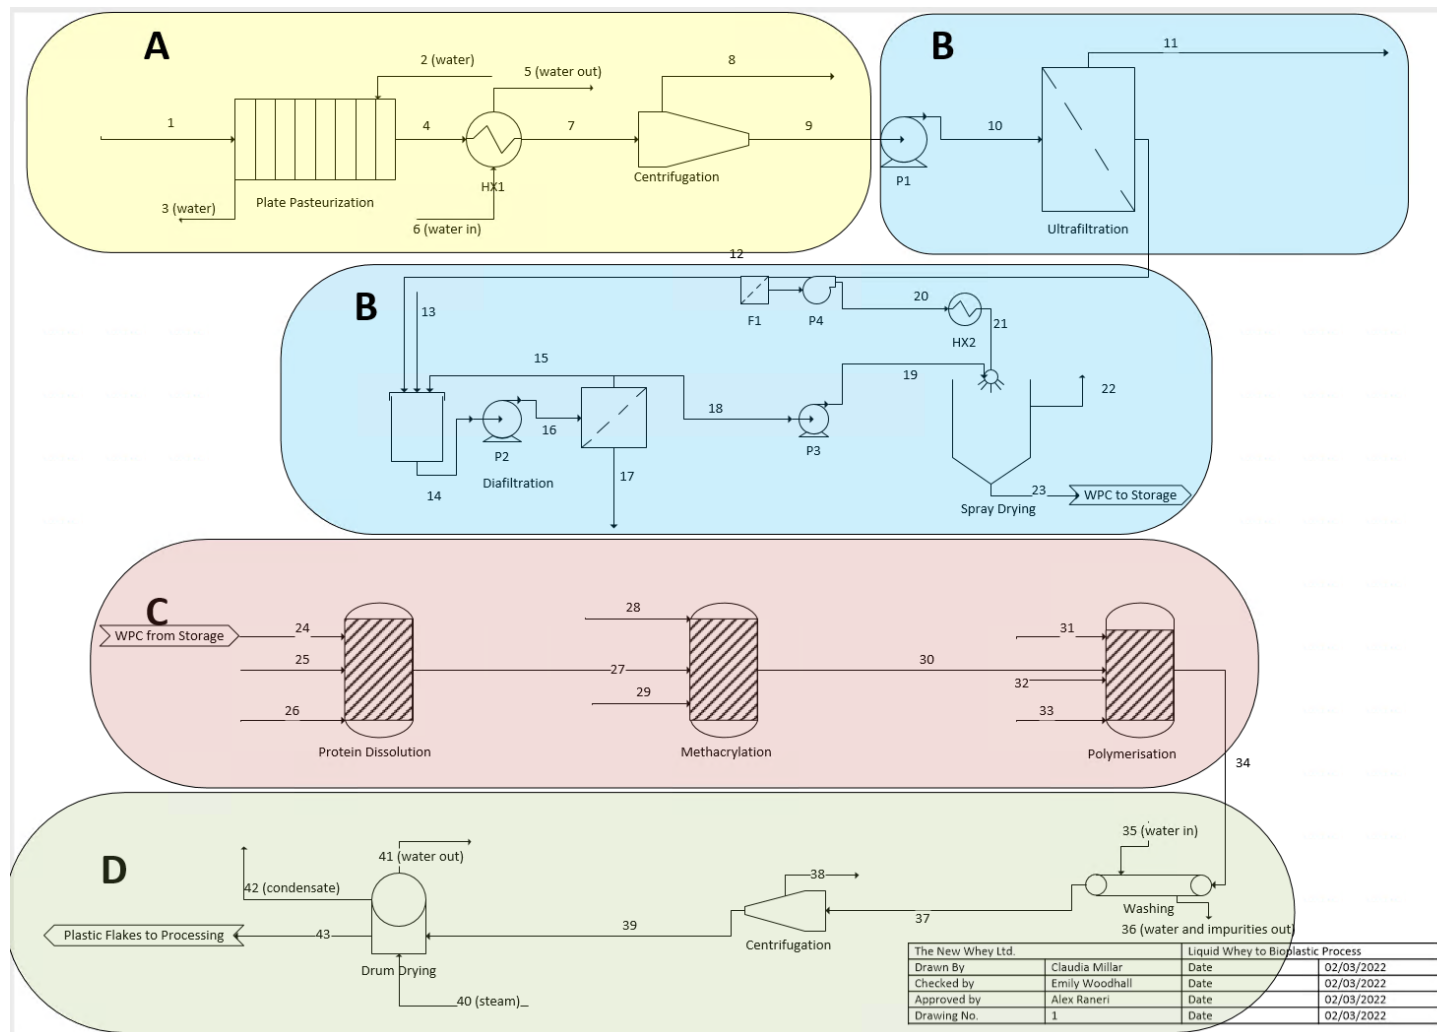 A
2 (water)
5 (water out)
8
1
4
7
9
HX1
Centrifugation
Plate Pasteurization
3 (water)
6 (water in)
B
11
10
P1
Ultrafiltration
12
B
13
F1
P4
20
HX2
21
15
19
22
18
16
P2
P3
17
14
Diafiltration
23
WPC to Storage
Spray Drying
C
WPC from Storage
24
25
26
Protein Dissolution
28
27
29
Methacrylation
30
31
32
33
Polymerisation
34
D
35 (water in)
Washing
36 (water and impurities out)
37
38
Centrifugation
39
41 (water out)
42 (condensate)
43
Plastic Flakes to Processing
Drum Drying
40 (steam)
The New Whey Ltd. Liquid Whey to Bioplastic Process
Drawn By Claudia Millar Date 02/03/2022
Checked by Emily Woodhall Date 02/03/2022
Approved by Alex Raneri Date 02/03/2022
Drawing No. 1 Date 02/03/2022